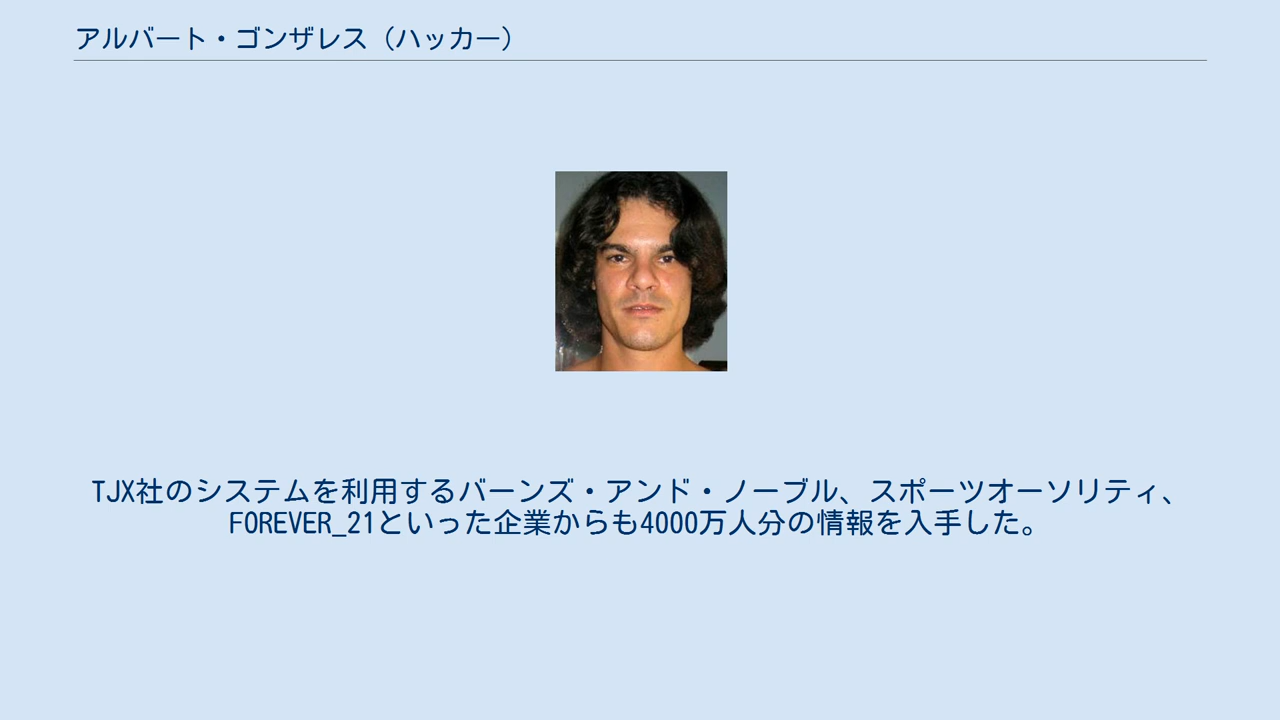 アルバート・ゴンザレス（ハッカー）
TJX社のシステムを利用するバーンズ・アンド・ノーブル、スポーツオーソリティ、
FOREVER_21といった企業からも4000万人分の情報を入手した。